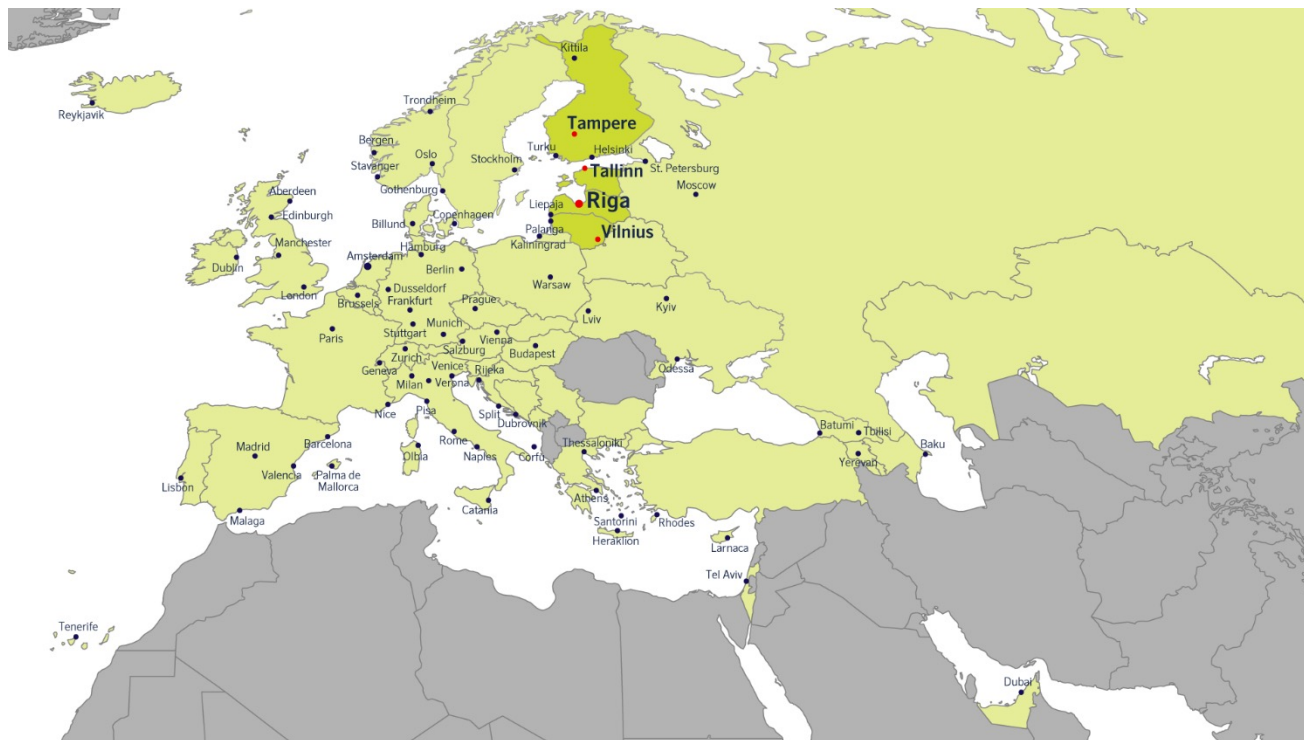 Kittila
Reykjavik
Trondheim
Tampere
Bergen
Turku
Helsinki
Oslo
Stockholm
Stavanger
Tallinn
St. Petersburg
Moscow
Gothenburg
Aberdeen
Riga
Liepaja
Edinburgh
Billund
Copenhagen
Palanga
Vilnius
Kaliningrad
Manchester
Hamburg
Amsterdam
Dublin
Berlin
Warsaw
London
Dusseldorf
Brussels
Frankfurt
Prague
Kyiv
Lviv
Paris
Stuttgart
Munich
Vienna
Salzburg
Budapest
Zurich
Geneva
Venice
Rijeka
Odessa
Milan
Verona
Nice
Pisa
Split
Dubrovnik
Batumi
Tbilisi
Madrid
Barcelona
Rome
Naples
Corfu
Thessaloniki
Olbia
Yerevan
Baku
Valencia
Palma de
Mallorca
Lisbon
Athens
Malaga
Catania
Santorini
Rhodes
Heraklion
Larnaca
Tel Aviv
Tenerife
Dubai